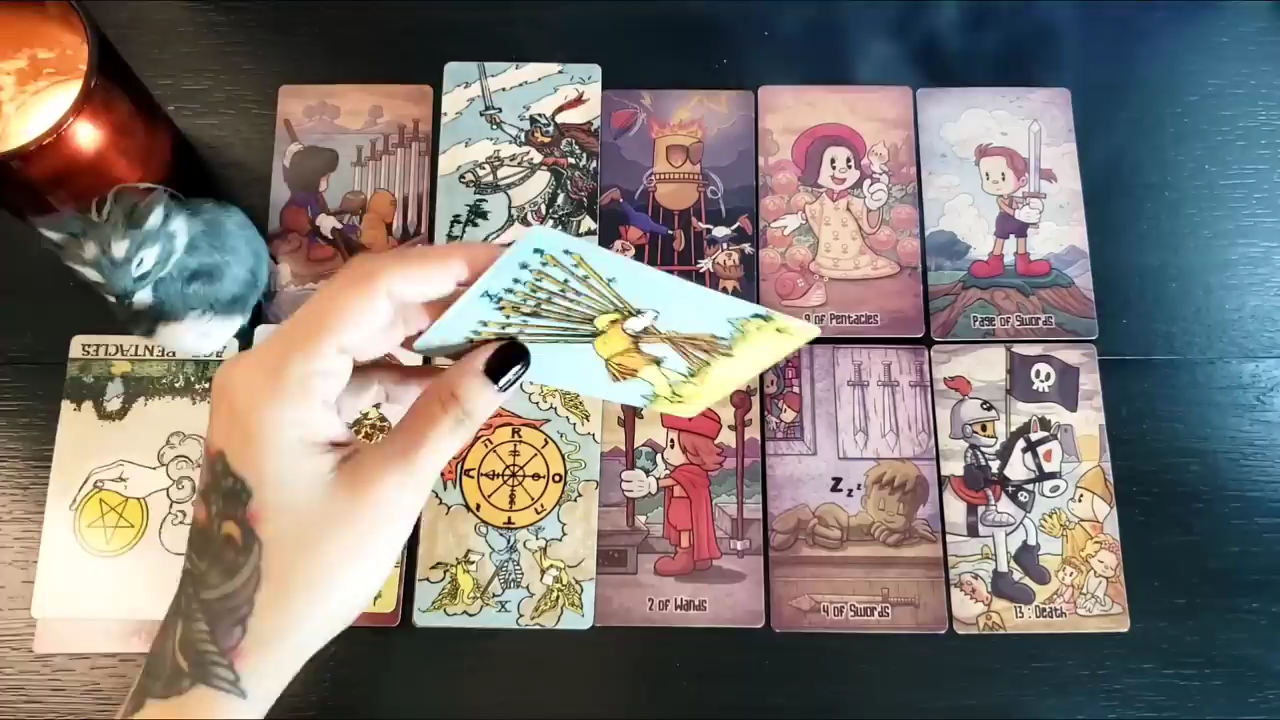 9 of Pentacles
Page of Swords
PENTACLES
R
O
T
A
X
2 of Wands
Z z z
4 of Swords
13 : Death